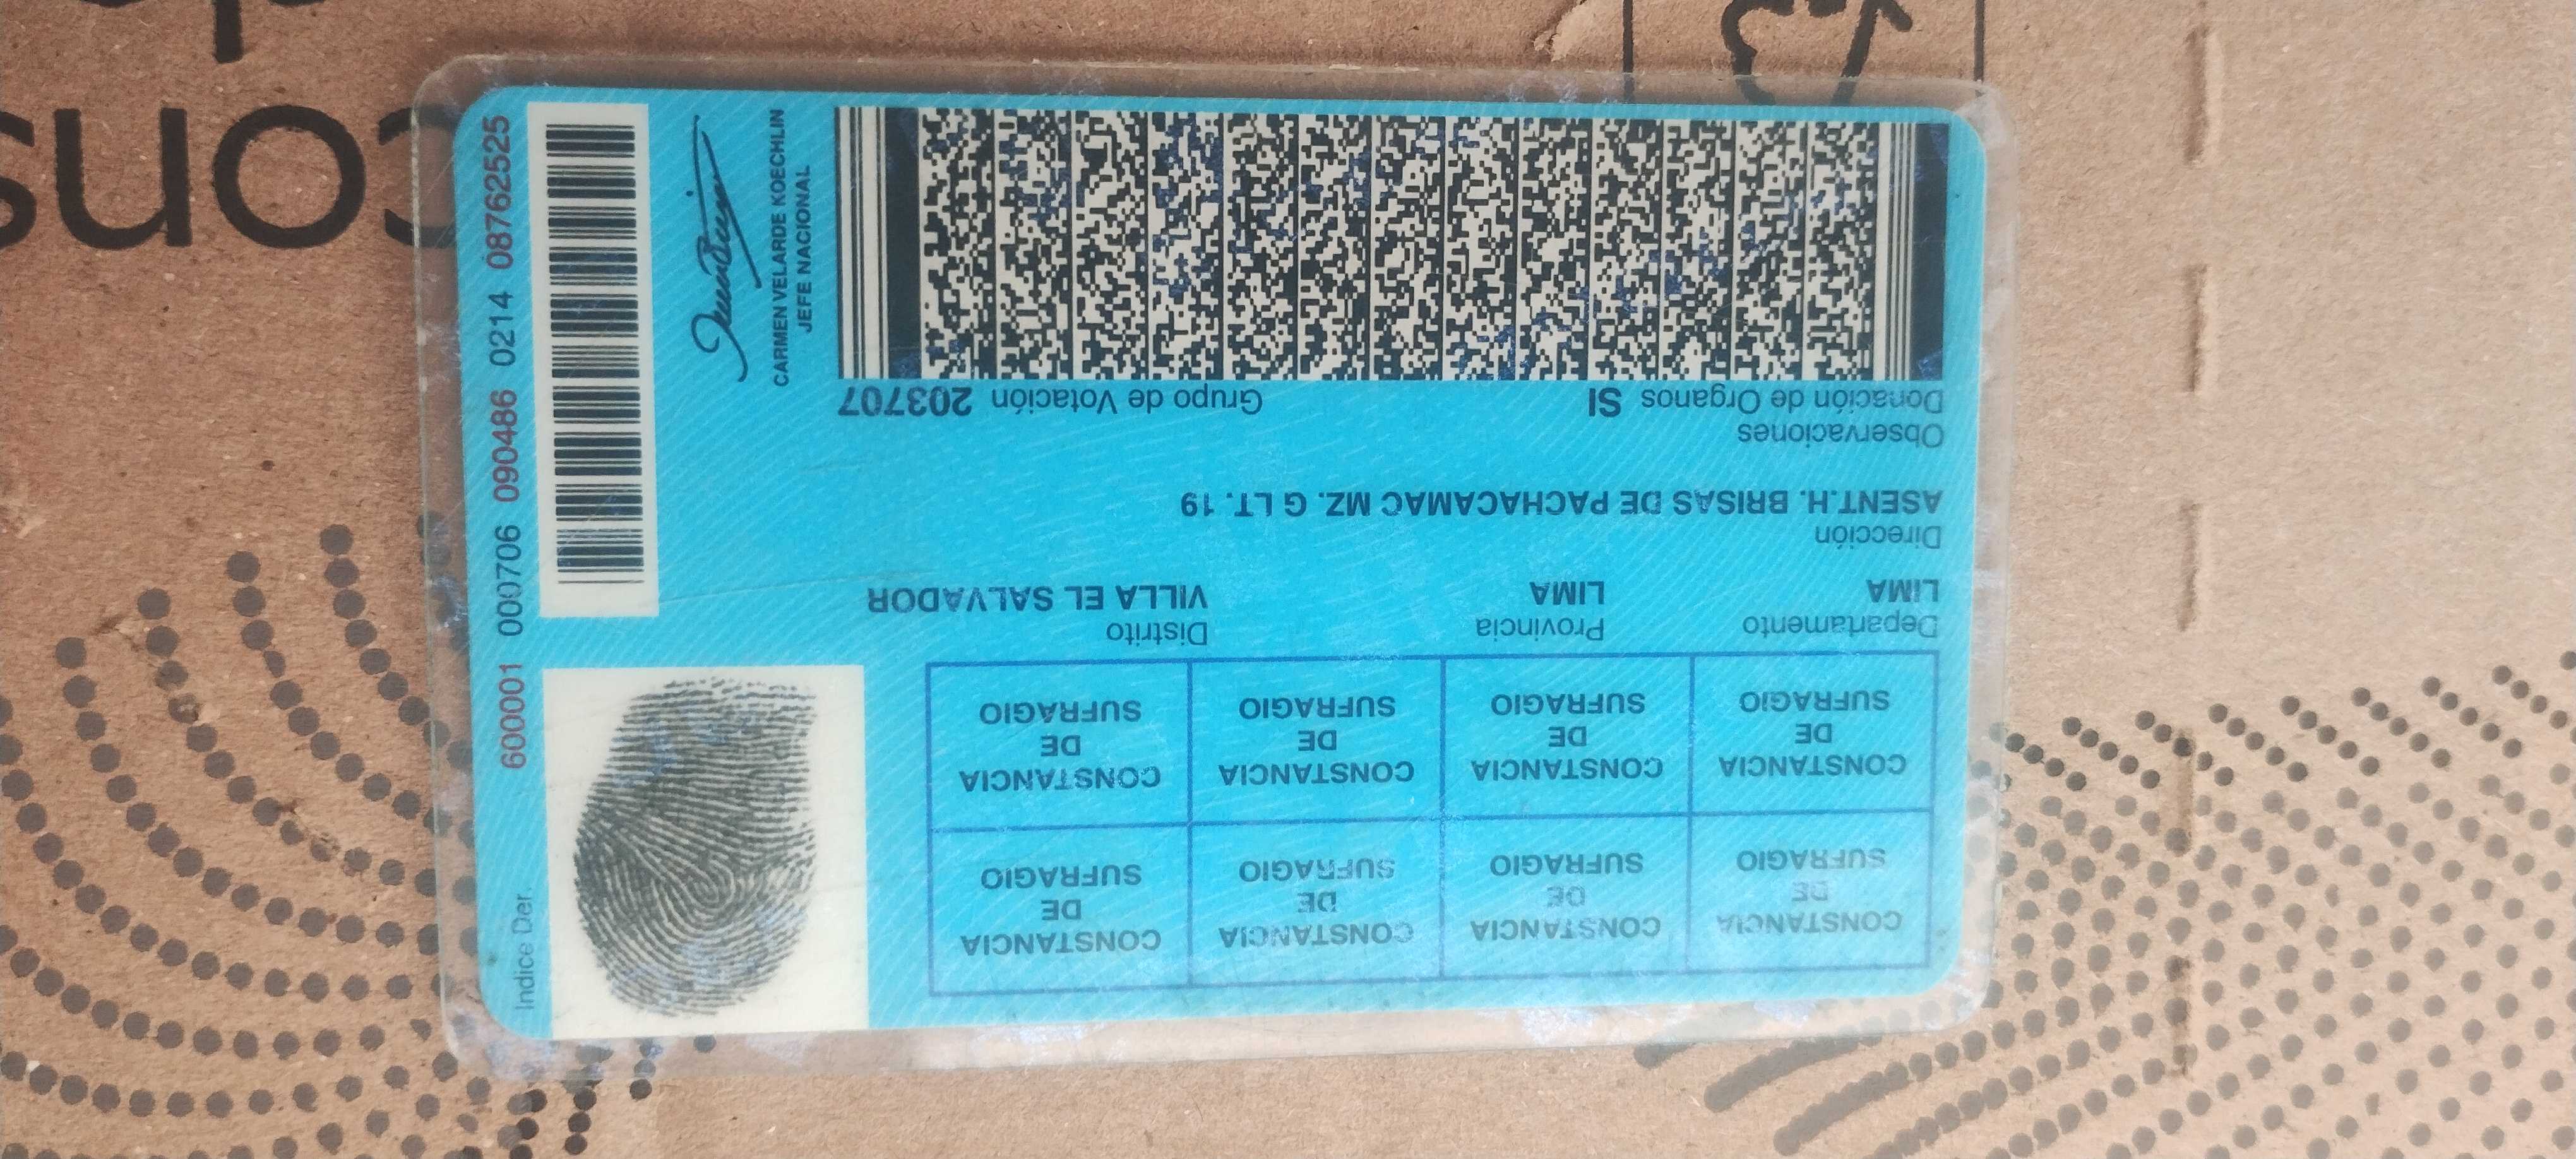 CONSTANCIA
DE
SUFRAGIO
CONSTANCIA
DE
SUFRAGIO
CONSTANCIA
DE
SUFRAGIO
CONSTANCIA
DE
SUFRAGIO
CONSTANCIA
DE
SUFRAGIO
CONSTANCIA
DE
SUFRAGIO
CONSTANCIA
DE
SUFRAGIO
CONSTANCIA
DE
SUFRAGIO
Departamento Provincia Distrito
LIMA LIMA VILLA EL SALVADOR
Dirección
ASENT.H. BRISAS DE PACHACAMAC MZ. G LT. 19
Observaciones
Donación de Organos SI Grupo de Votación 203707
Indice Der.
600001 000706 090486 0214 08762525
CARMEN VELARDE KOECHLIN
JEFE NACIONAL